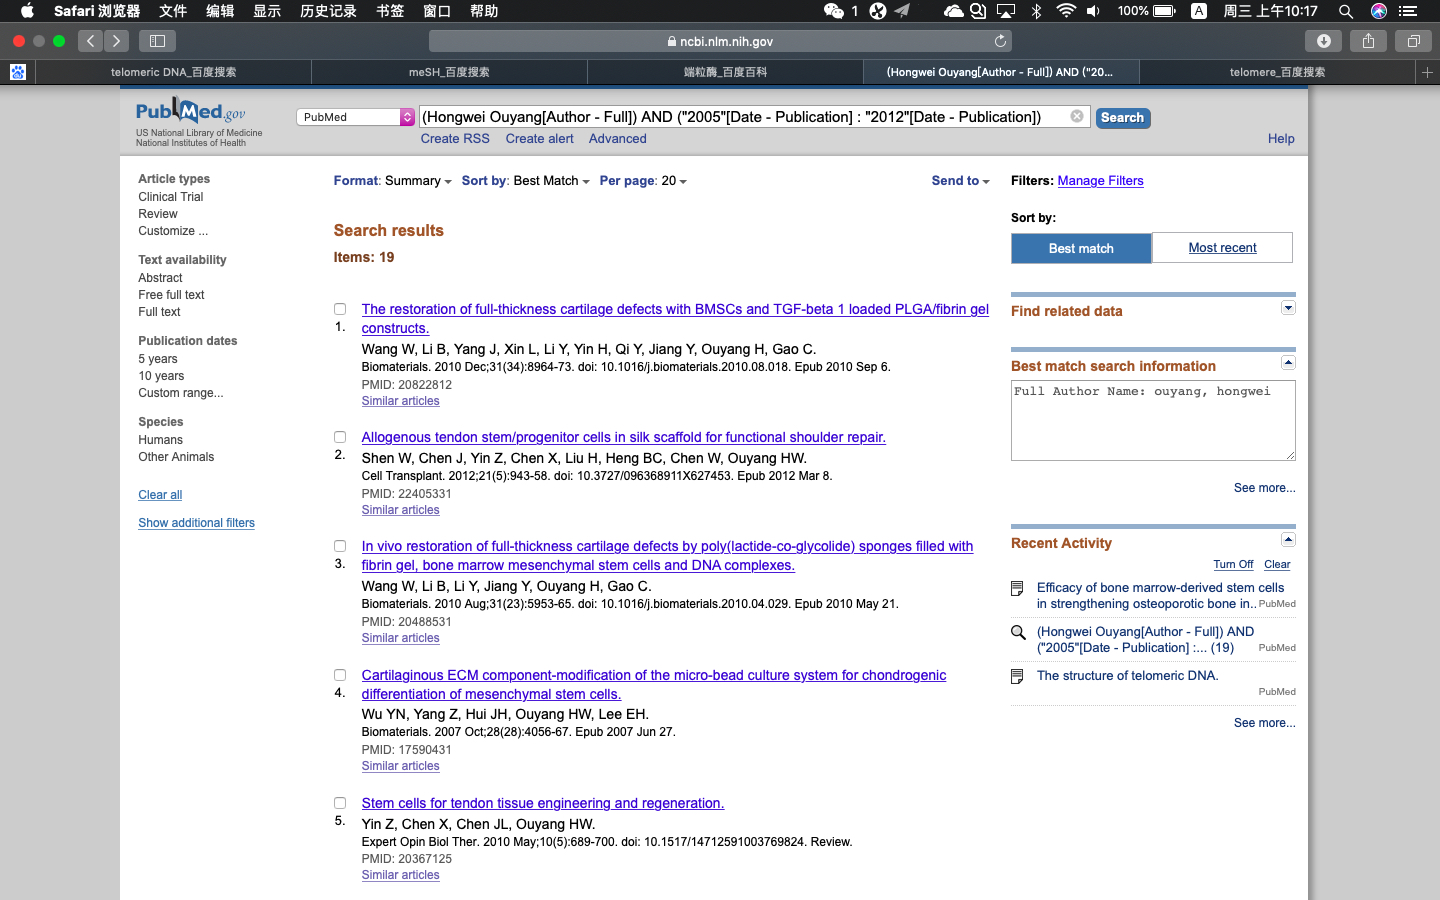 Safari 浏览器 文件 编辑 显示 历史记录 书签 窗口 帮助 1 100% A 周三 上午10:17
ncbi.nlm.nih.gov
telomeric DNA_百度搜索 meSH_百度搜索 端粒酶_百度百科 (Hongwei Ouyang[Author - Full]) AND ("20... telomere_百度搜索
PubMed.gov
US National Library of Medicine
National Institutes of Health
PubMed (Hongwei Ouyang[Author - Full]) AND ("2005"[Date - Publication] : "2012"[Date - Publication]) Search
Create RSS Create alert Advanced Help
Article types
Clinical Trial
Review
Customize ...
Text availability
Abstract
Free full text
Full text
Publication dates
5 years
10 years
Custom range...
Species
Humans
Other Animals
Clear all
Show additional filters
Format: Summary Sort by: Best Match Per page: 20 Send to
Search results
Items: 19
The restoration of full-thickness cartilage defects with BMSCs and TGF-beta 1 loaded PLGA/fibrin gel
1. constructs.
Wang W, Li B, Yang J, Xin L, Li Y, Yin H, Qi Y, Jiang Y, Ouyang H, Gao C.
Biomaterials. 2010 Dec;31(34):8964-73. doi: 10.1016/j.biomaterials.2010.08.018. Epub 2010 Sep 6.
PMID: 20822812
Similar articles
Allogenous tendon stem/progenitor cells in silk scaffold for functional shoulder repair.
2. Shen W, Chen J, Yin Z, Chen X, Liu H, Heng BC, Chen W, Ouyang HW.
Cell Transplant. 2012;21(5):943-58. doi: 10.3727/096368911X627453. Epub 2012 Mar 8.
PMID: 22405331
Similar articles
In vivo restoration of full-thickness cartilage defects by poly(lactide-co-glycolide) sponges filled with
3. fibrin gel, bone marrow mesenchymal stem cells and DNA complexes.
Wang W, Li B, Li Y, Jiang Y, Ouyang H, Gao C.
Biomaterials. 2010 Aug;31(23):5953-65. doi: 10.1016/j.biomaterials.2010.04.029. Epub 2010 May 21.
PMID: 20488531
Similar articles
Cartilaginous ECM component-modification of the micro-bead culture system for chondrogenic
4. differentiation of mesenchymal stem cells.
Wu YN, Yang Z, Hui JH, Ouyang HW, Lee EH.
Biomaterials. 2007 Oct;28(28):4056-67. Epub 2007 Jun 27.
PMID: 17590431
Similar articles
Stem cells for tendon tissue engineering and regeneration.
5. Yin Z, Chen X, Chen JL, Ouyang HW.
Expert Opin Biol Ther. 2010 May;10(5):689-700. doi: 10.1517/14712591003769824. Review.
PMID: 20367125
Similar articles
Filters: Manage Filters
Sort by:
Best match Most recent
Find related data
Best match search information
Full Author Name: ouyang, hongwei
See more...
Recent Activity
Turn Off Clear
Efficacy of bone marrow-derived stem cells
in strengthening osteoporotic bone in.. PubMed
(Hongwei Ouyang[Author - Full]) AND
("2005"[Date - Publication] :... (19) PubMed
The structure of telomeric DNA.
PubMed
See more...